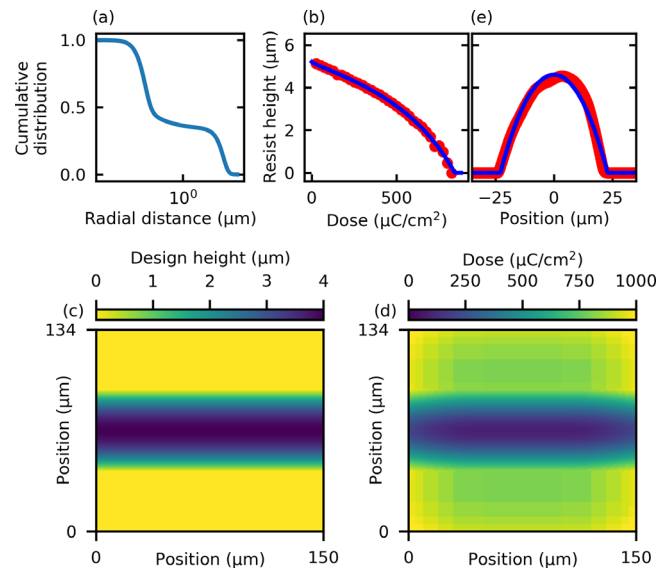 (a)
1.0
0.5
0.0
Cumulative
distribution
10⁰
Radial distance (μm)
(b)
6
4
2
0
Resist height (μm)
0
500
Dose (μC/cm²)
(e)
−25
0
25
Position (μm)
Design height (μm)
0
1
2
3
4
(c)
134
0
Position (μm)
0
150
Position (μm)
Dose (μC/cm²)
0
250
500
750
1000
(d)
134
0
Position (μm)
0
150
Position (μm)